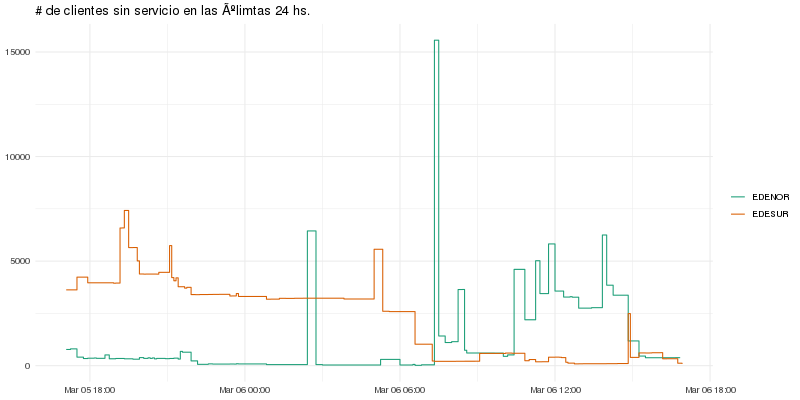 # de clientes sin servicio en las Ãºlimtas 24 hs.
15000
10000
5000
0
EDENOR
EDESUR
Mar 05 18:00
Mar 06 00:00
Mar 06 06:00
Mar 06 12:00
Mar 06 18:00